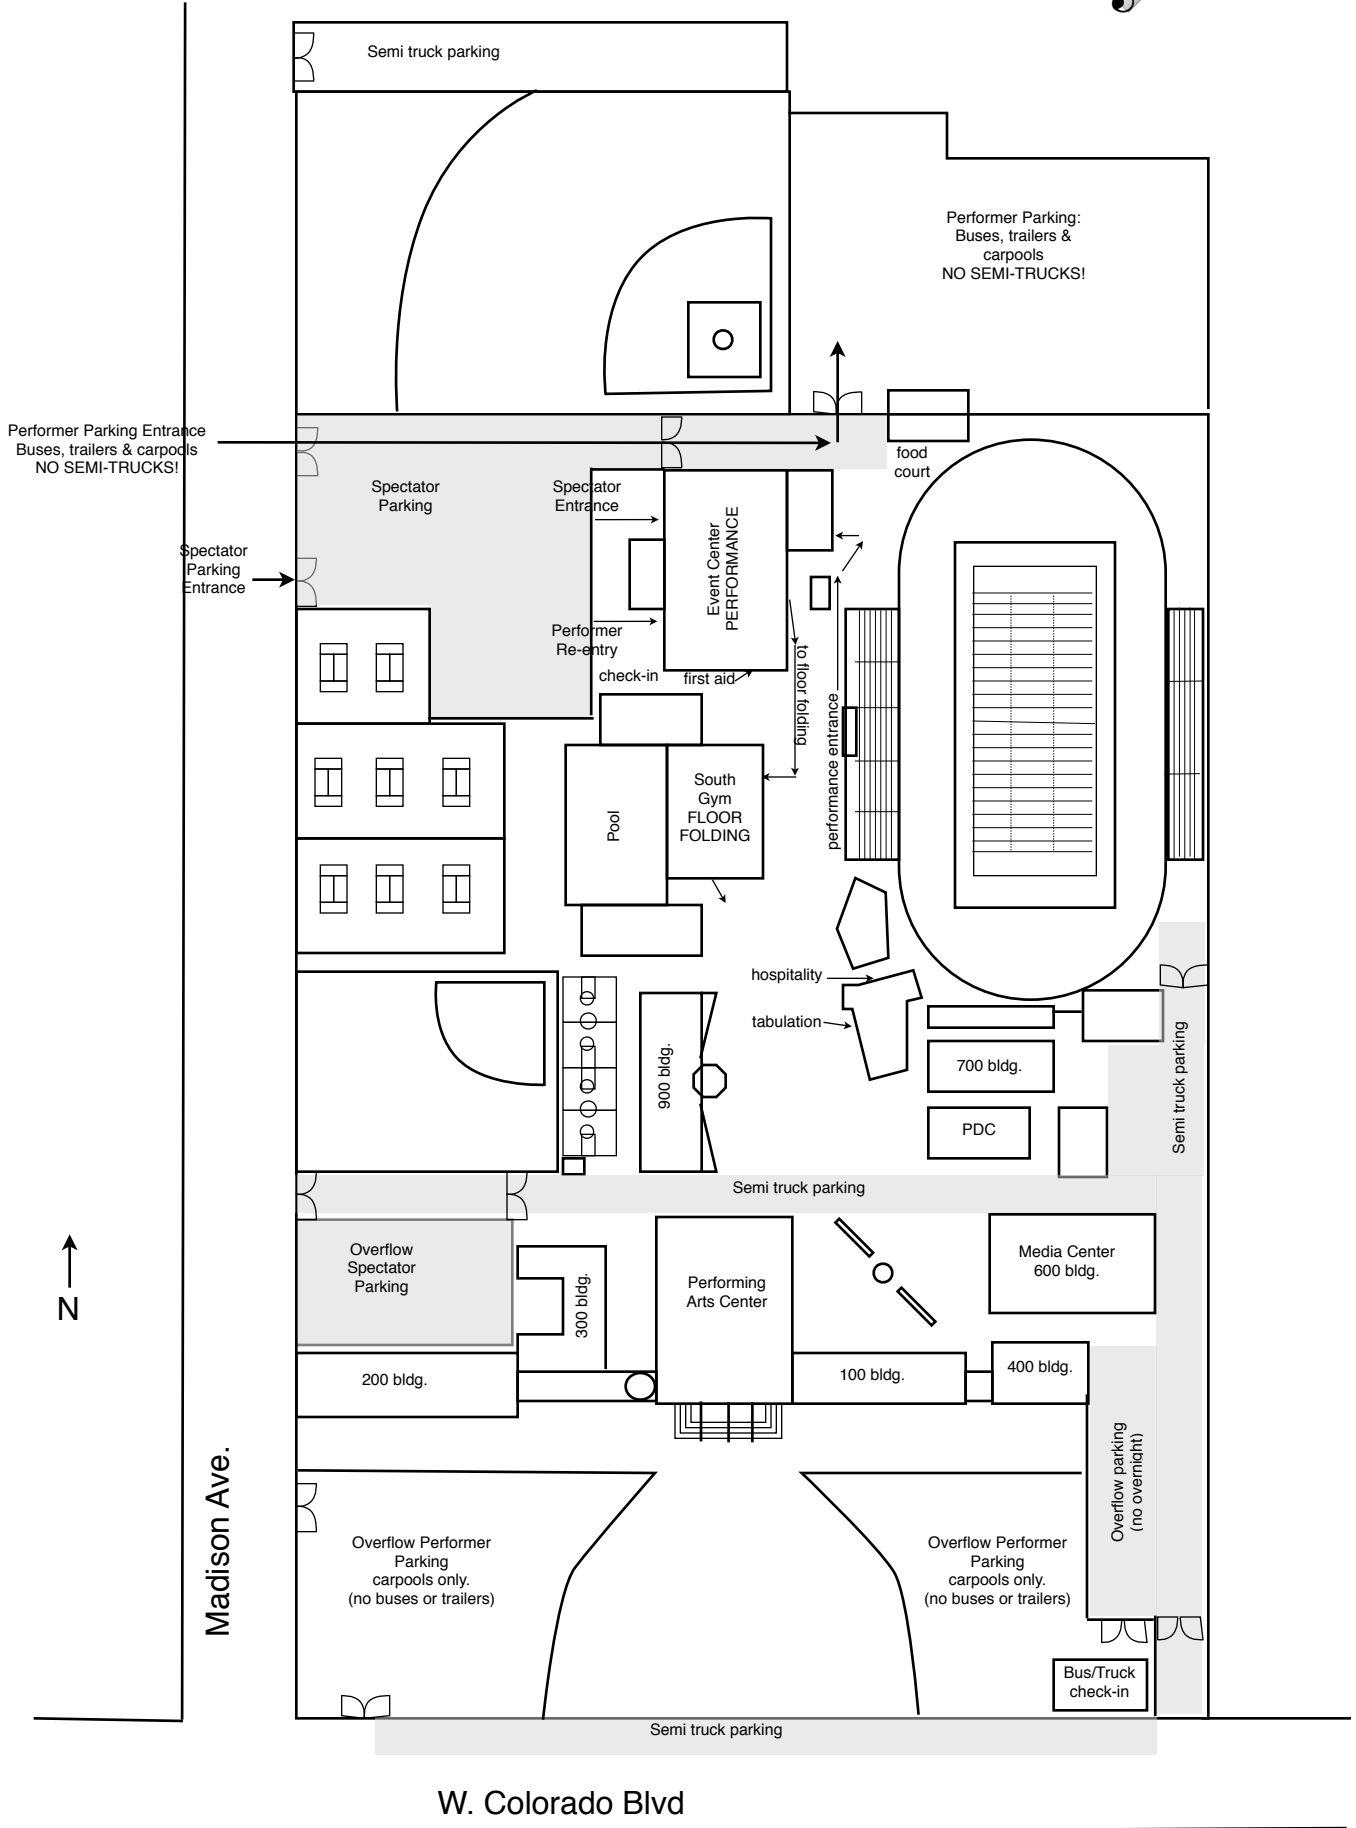 Semi truck parking
Performer Parking:
Buses, trailers &
carpools
NO SEMI-TRUCKS!
Performer Parking Entrance
Buses, trailers & carpools
NO SEMI-TRUCKS!
food
court
Spectator
Parking
Spectator
Entrance
Event Center
PERFORMANCE
Spectator
Parking
Entrance
Performer
Re-entry
check-in
first aid
to floor folding
performance entrance
Pool
South
Gym
FLOOR
FOLDING
hospitality
tabulation
900 bldg.
700 bldg.
PDC
Semi truck parking
Semi truck parking
Overflow
Spectator
Parking
300 bldg.
Performing
Arts Center
Media Center
600 bldg.
N
200 bldg.
100 bldg.
400 bldg.
Overflow parking
(no overnight)
Madison Ave.
Overflow Performer
Parking
carpools only.
(no buses or trailers)
Overflow Performer
Parking
carpools only.
(no buses or trailers)
Bus/Truck
check-in
Semi truck parking
W. Colorado Blvd